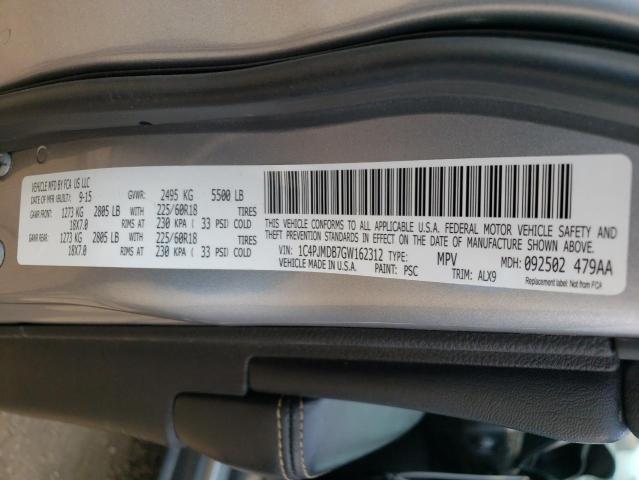 VEHICLE MFD BY FCA US LLC
DATE OF MFR (BUILT): 9-15 GVWR: 2495 KG 5500 LB
GAWR FRONT: 1273 KG 2805 LB WITH 225/60R18 TIRES
18X7.0 RIMS AT 230 KPA ( 33 PSI) COLD
GAWR REAR: 1273 KG 2805 LB WITH 225/60R18 TIRES
18X7.0 RIMS AT 230 KPA ( 33 PSI) COLD
THIS VEHICLE CONFORMS TO ALL APPLICABLE U.S.A. FEDERAL MOTOR VEHICLE SAFETY AND
THEFT PREVENTION STANDARDS IN EFFECT ON THE DATE OF MANUFACTURE SHOWN ABOVE.
VIN: 1C4PJMDB7GW162312 TYPE: MPV MDH: 092502 479AA
MADE IN U.S.A. PAINT: PSC TRIM: ALX9
Replacement label: Not from FCA